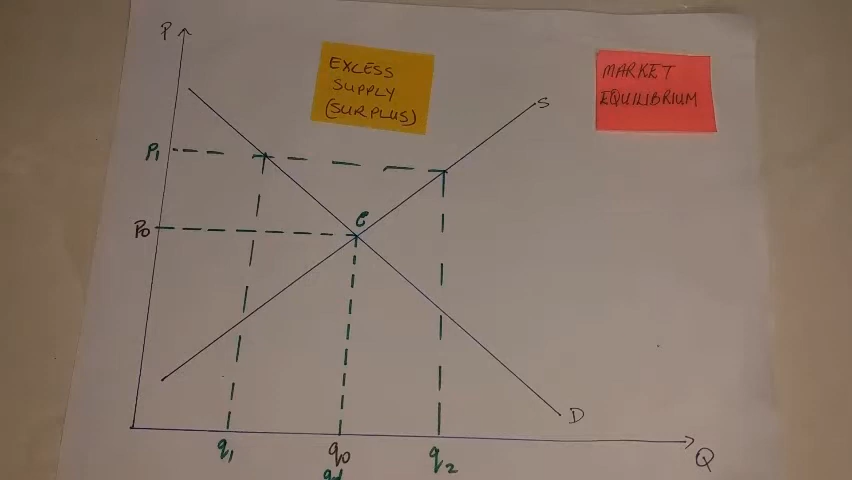 P
EXCESS
SUPPLY
(SURPLUS)
MARKET
EQUILIBRIUM
S
P1
e
P0
D
q1
q0
q2
Q